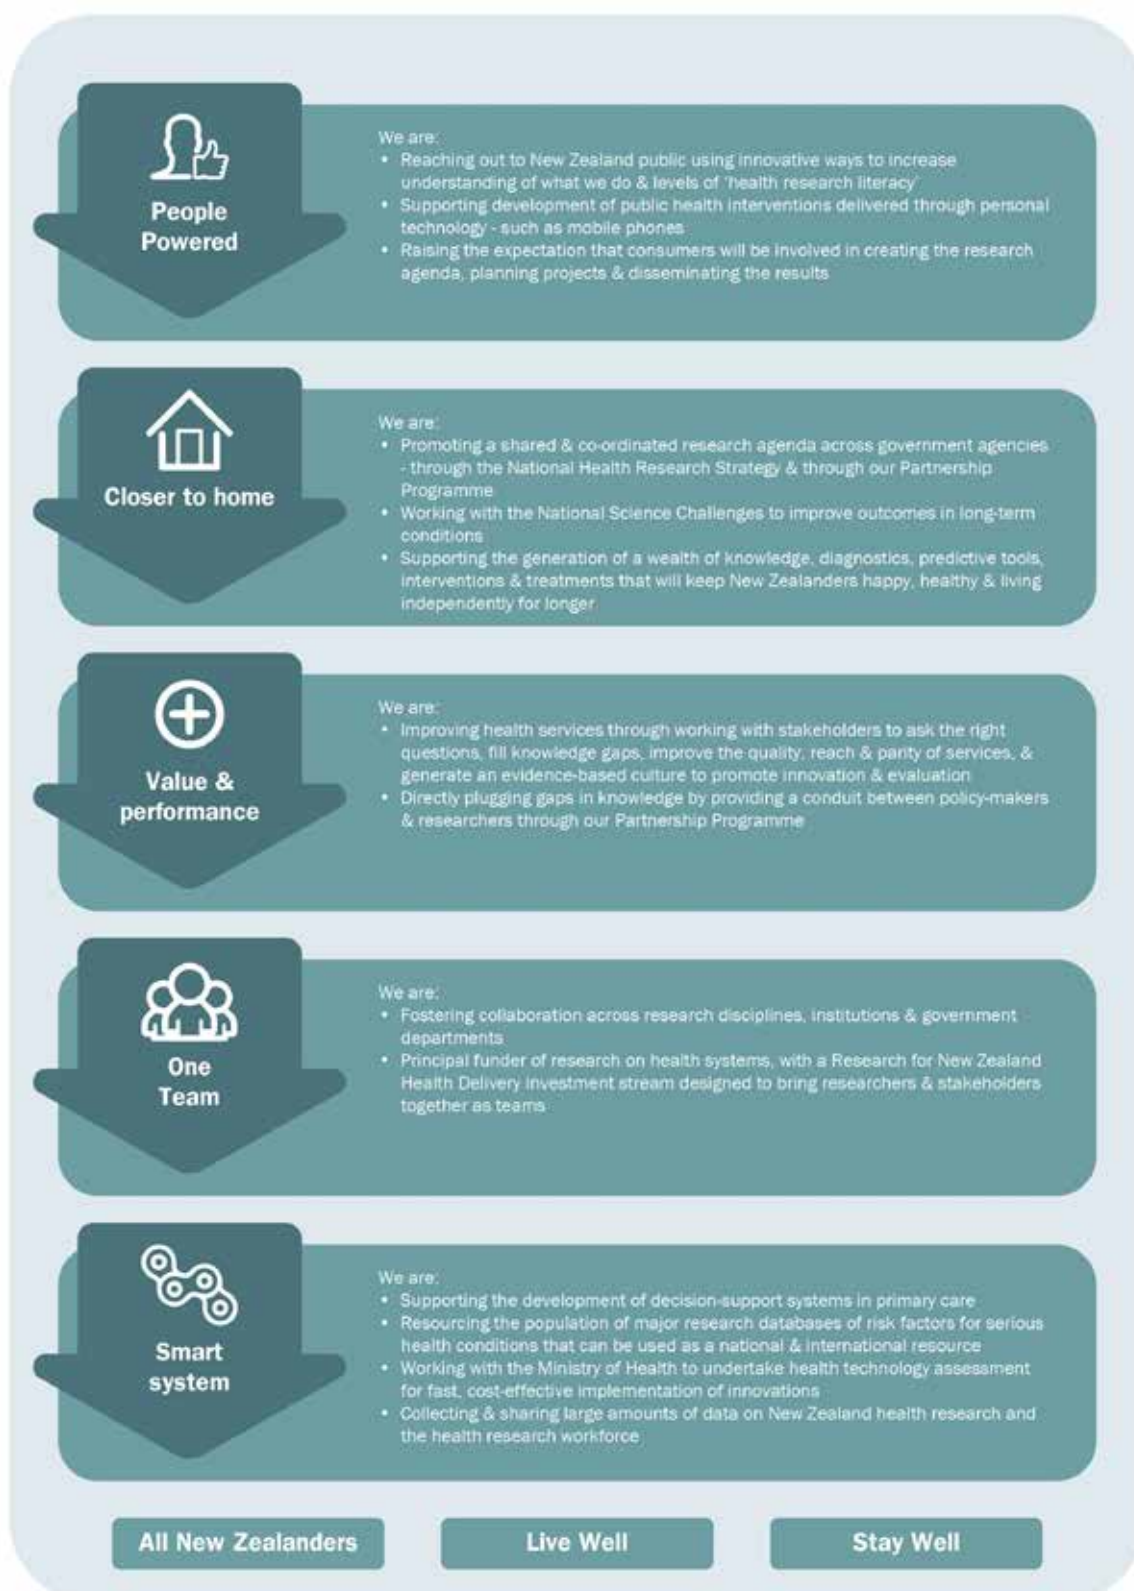 People
Powered
We are:
• Reaching out to New Zealand public using innovative ways to increase
understanding of what we do & levels of 'health research literacy'
• Supporting development of public health interventions delivered through personal
technology - such as mobile phones
• Raising the expectation that consumers will be involved in creating the research
agenda, planning projects & disseminating the results
Closer to home
We are:
• Promoting a shared & co-ordinated research agenda across government agencies
- through the National Health Research Strategy & through our Partnership
Programme
• Working with the National Science Challenges to improve outcomes in long-term
conditions
• Supporting the generation of a wealth of knowledge, diagnostics, predictive tools,
interventions & treatments that will keep New Zealanders happy, healthy & living
independently for longer
Value &
performance
We are:
• Improving health services through working with stakeholders to ask the right
questions, fill knowledge gaps, improve the quality, reach & parity of services, &
generate an evidence-based culture to promote innovation & evaluation
• Directly plugging gaps in knowledge by providing a conduit between policy-makers
& researchers through our Partnership Programme
One
Team
We are:
• Fostering collaboration across research disciplines, institutions & government
departments
• Principal funder of research on health systems, with a Research for New Zealand
Health Delivery investment stream designed to bring researchers & stakeholders
together as teams
Smart
system
We are:
• Supporting the development of decision-support systems in primary care
• Resourcing the population of major research databases of risk factors for serious
health conditions that can be used as a national & international resource
• Working with the Ministry of Health to undertake health technology assessment
for fast, cost-effective implementation of innovations
• Collecting & sharing large amounts of data on New Zealand health research and
the health research workforce
All New Zealanders
Live Well
Stay Well